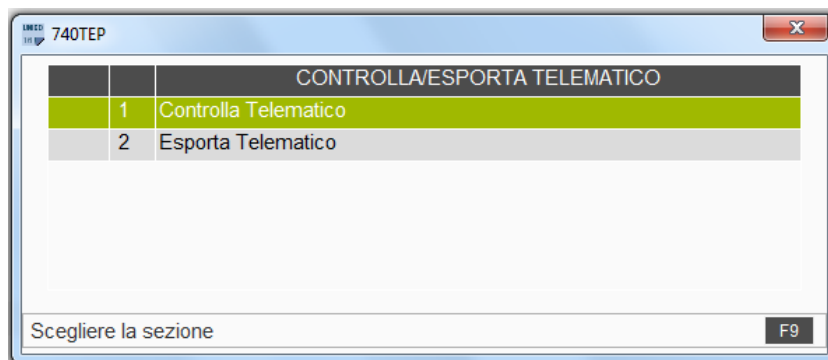 740TEP
CONTROLLA/ESPORTA TELEMATICO
1 Controlla Telematico
2 Esporta Telematico
Scegliere la sezione F9